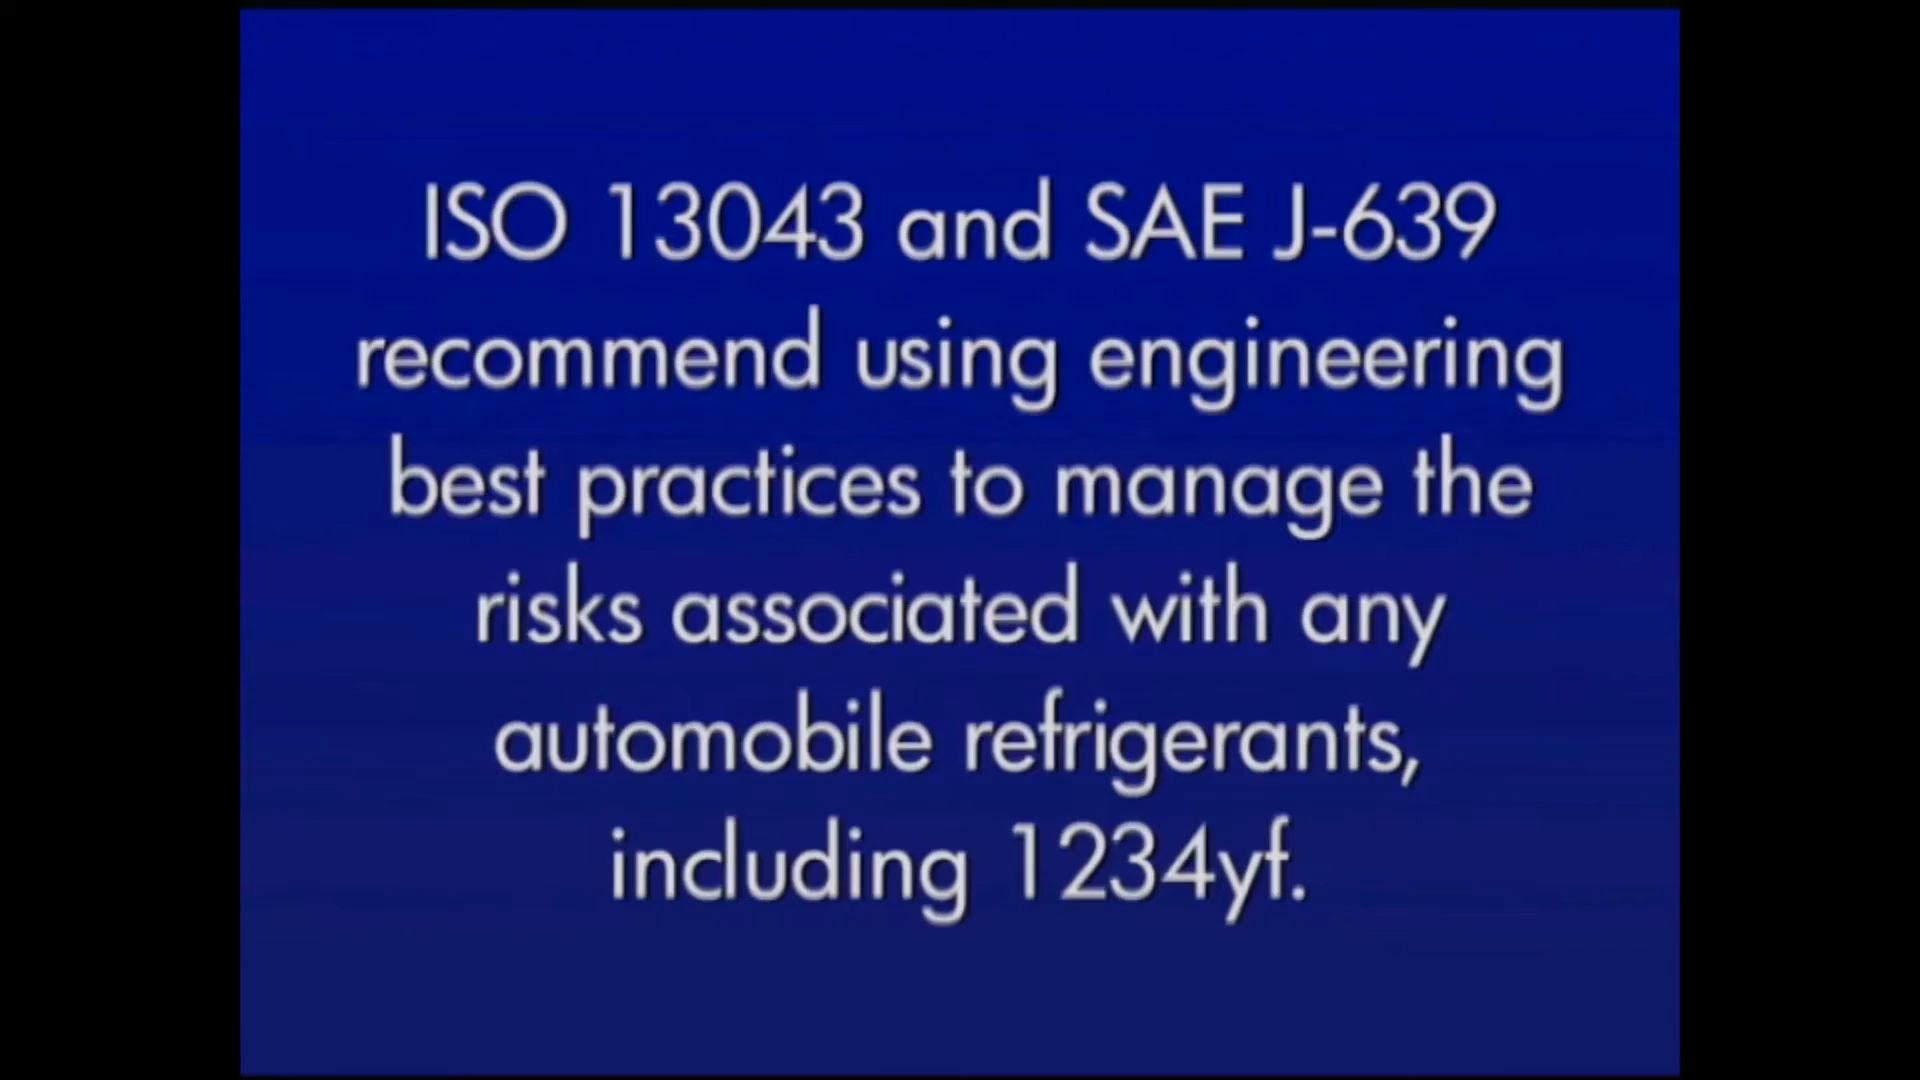 ISO 13043 and SAE J-639
recommend using engineering
best practices to manage the
risks associated with any
automobile refrigerants,
including 1234yf.